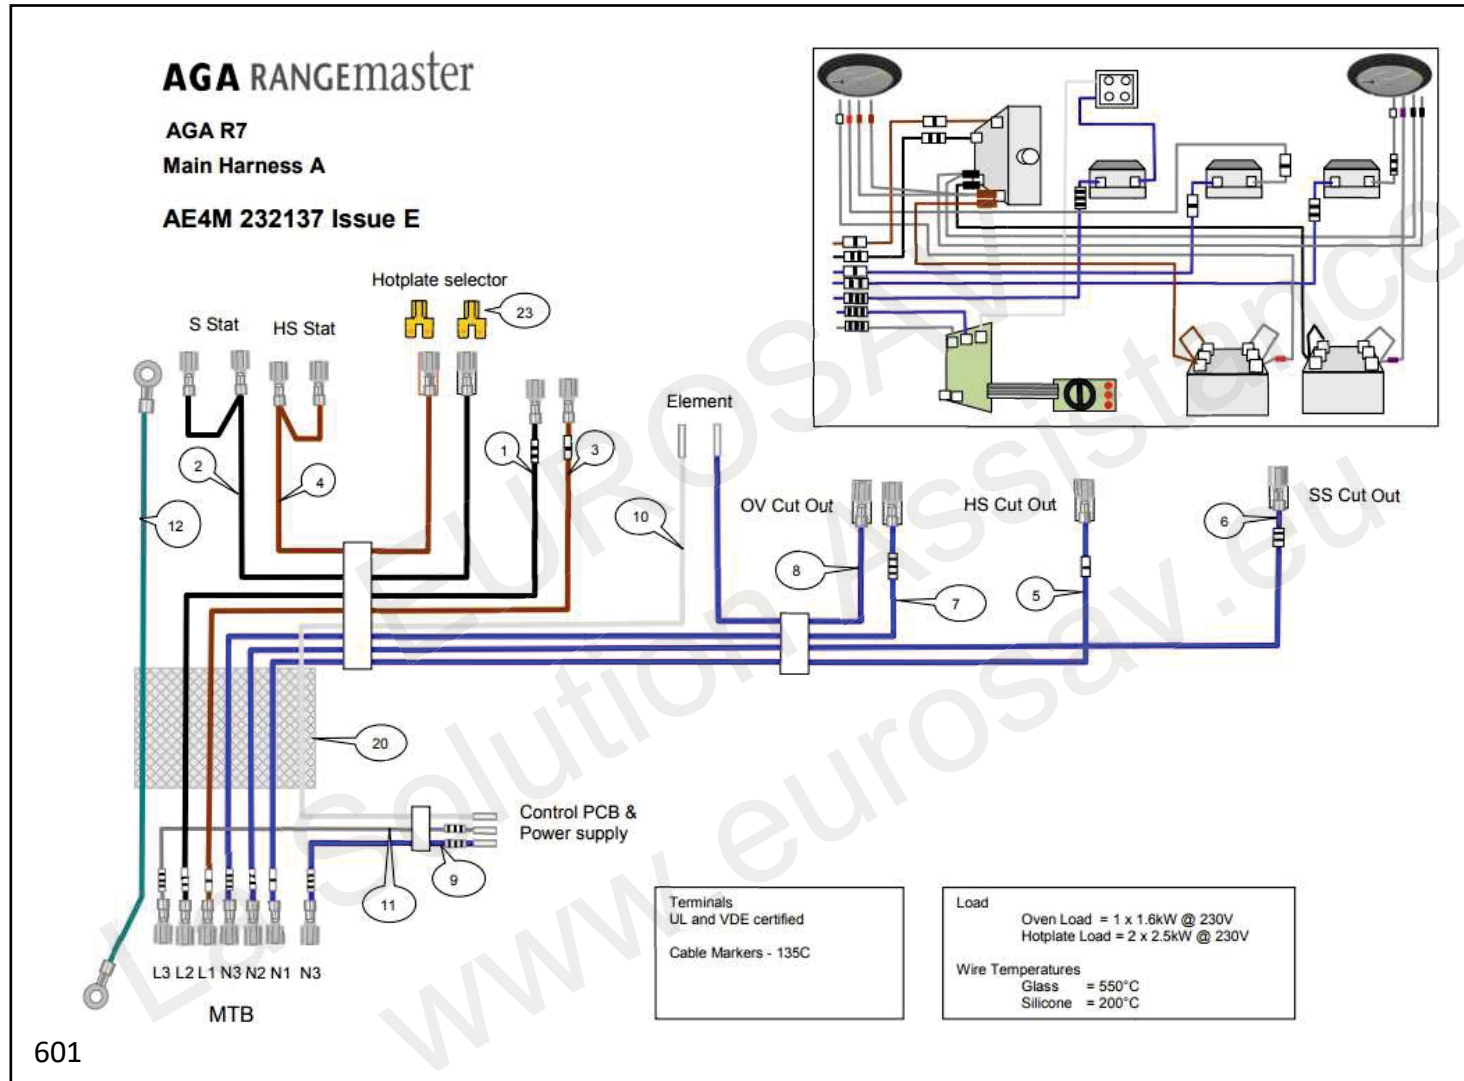 AGA RANGEmaster
AGA R7
Main Harness A
AE4M 232137 Issue E
Hotplate selector
23
S Stat
HS Stat
Element
1
3
2
4
12
10
OV Cut Out
HS Cut Out
SS Cut Out
6
8
7
5
20
Control PCB &
Power supply
9
11
L3 L2 L1 N3 N2 N1 N3
MTB
Terminals
UL and VDE certified
Cable Markers - 135C
Load
Oven Load = 1 x 1.6kW @ 230V
Hotplate Load = 2 x 2.5kW @ 230V
Wire Temperatures
Glass = 550°C
Silicone = 200°C
601
EUROSAV
La Solution Assistance
www.eurosav.eu